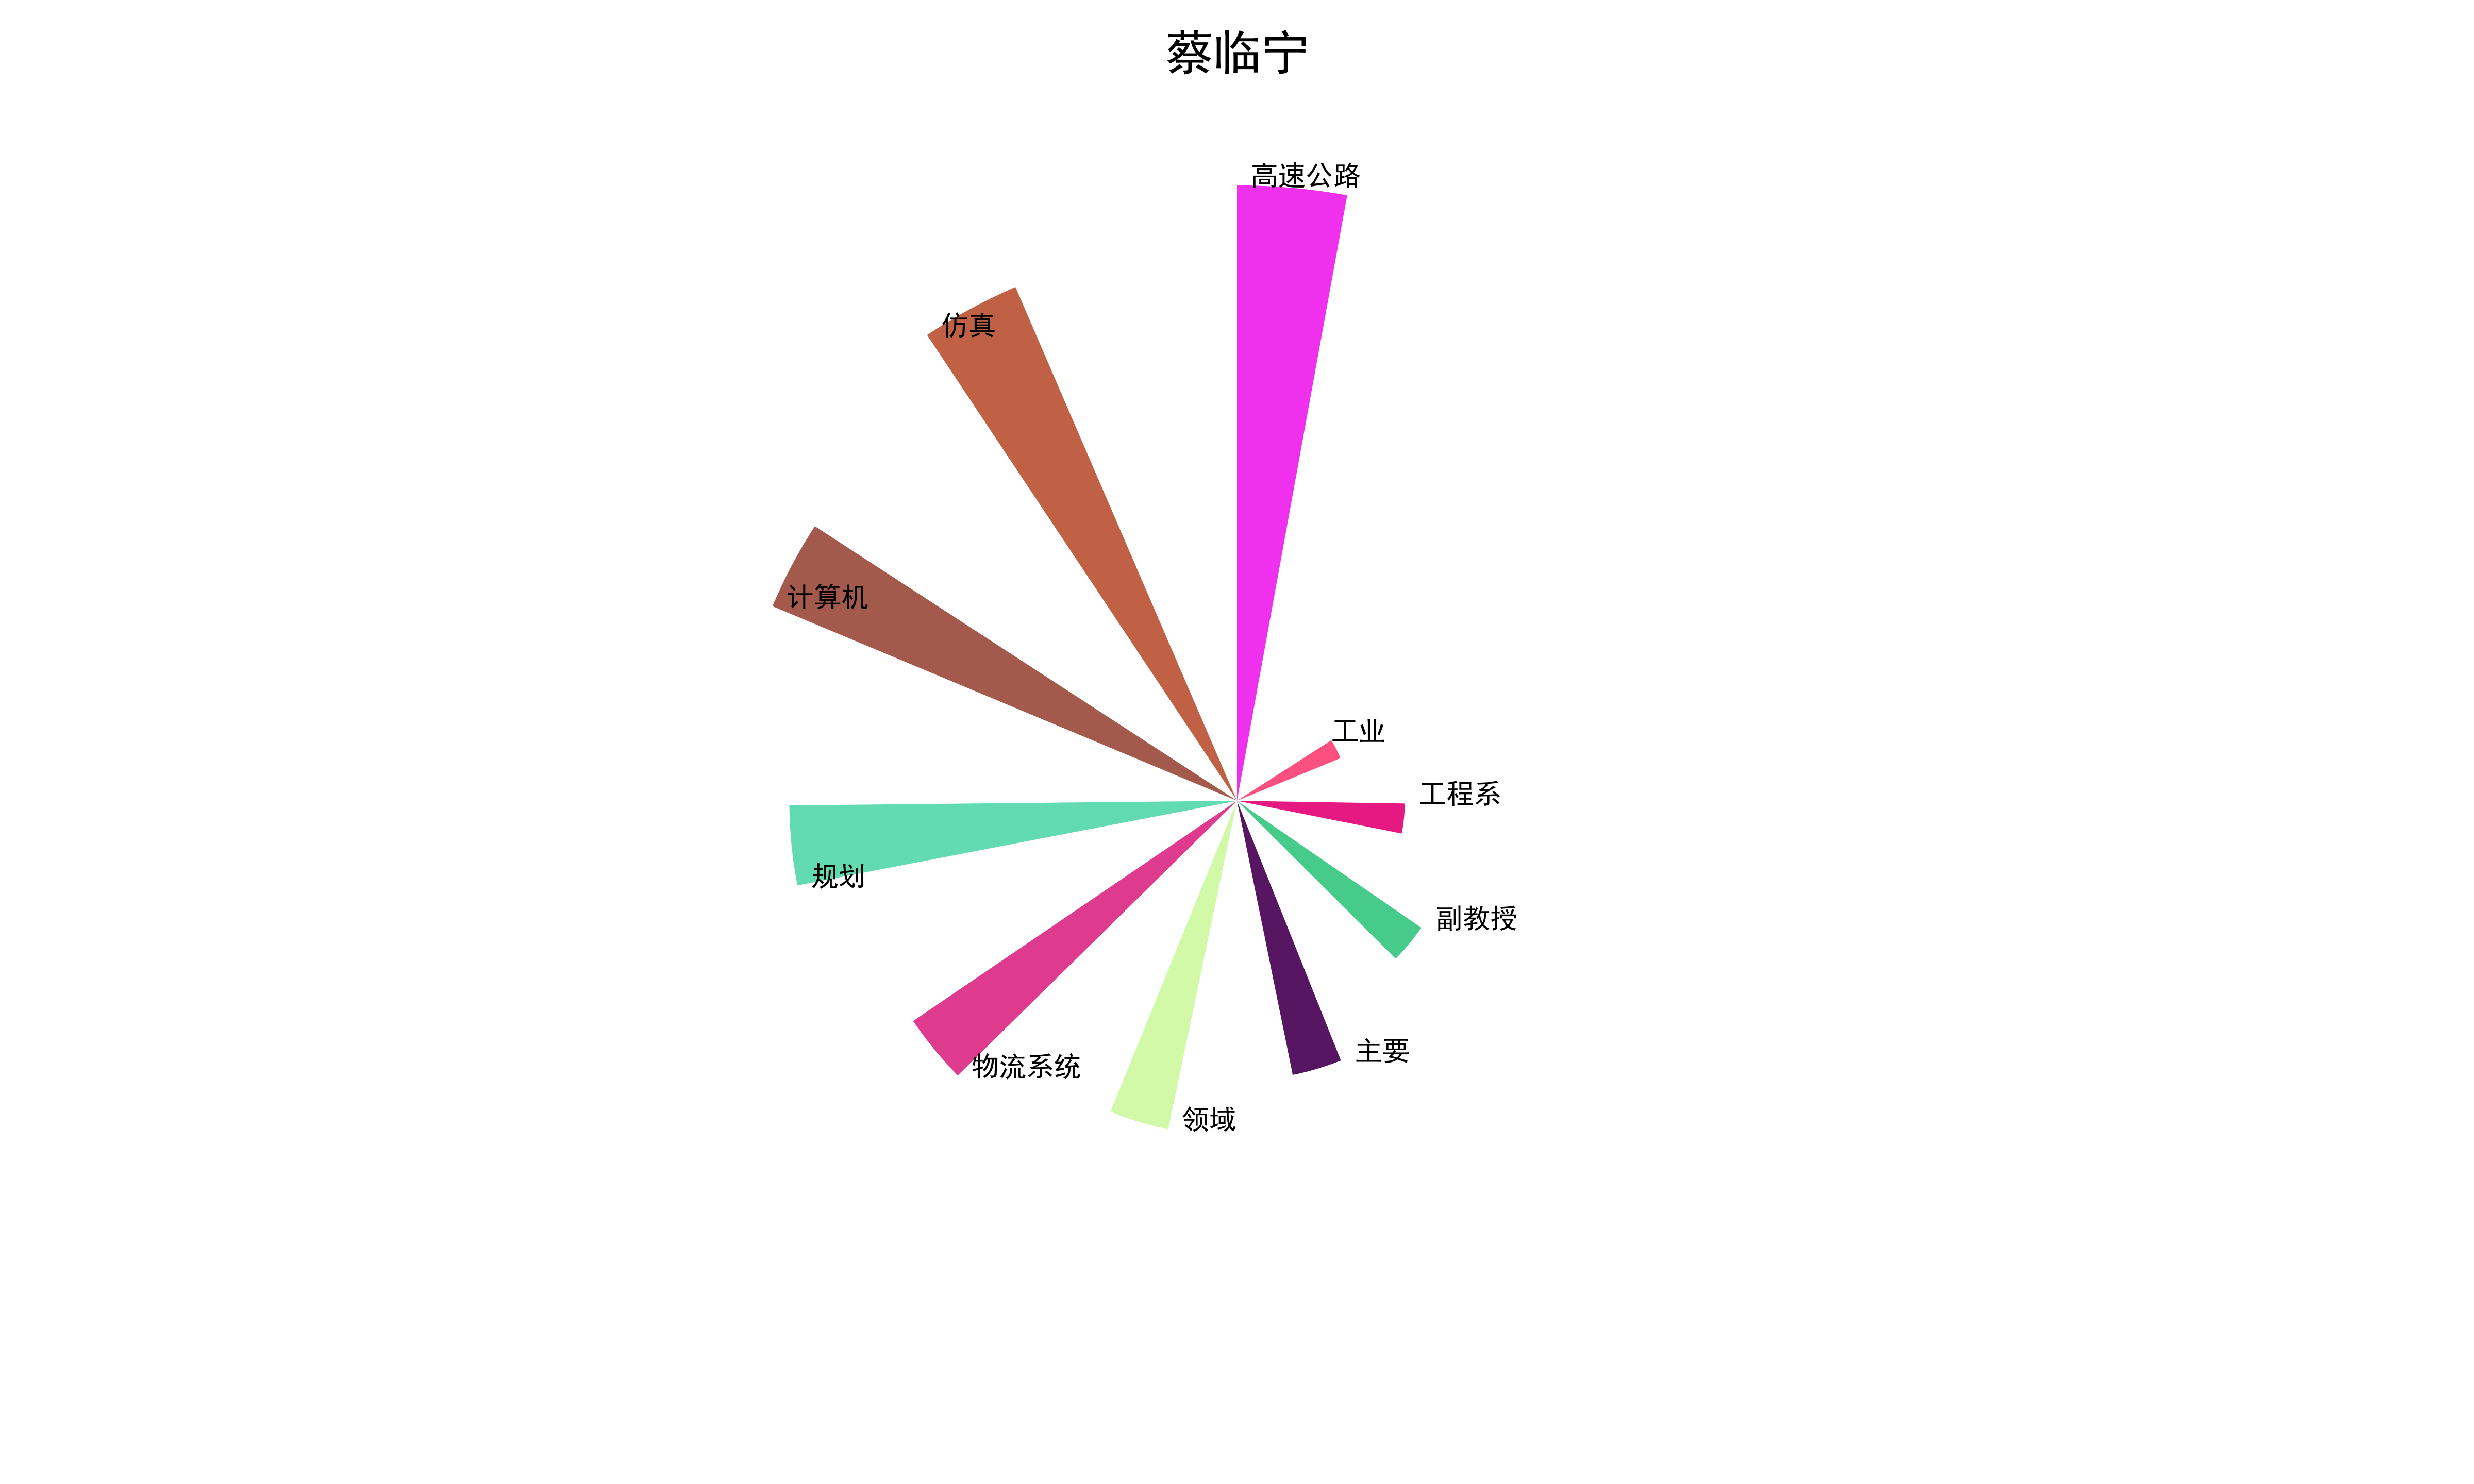 蔡临宁
高速公路
仿真
计算机
工业
工程系
规划
副教授
主要
物流系统
领域